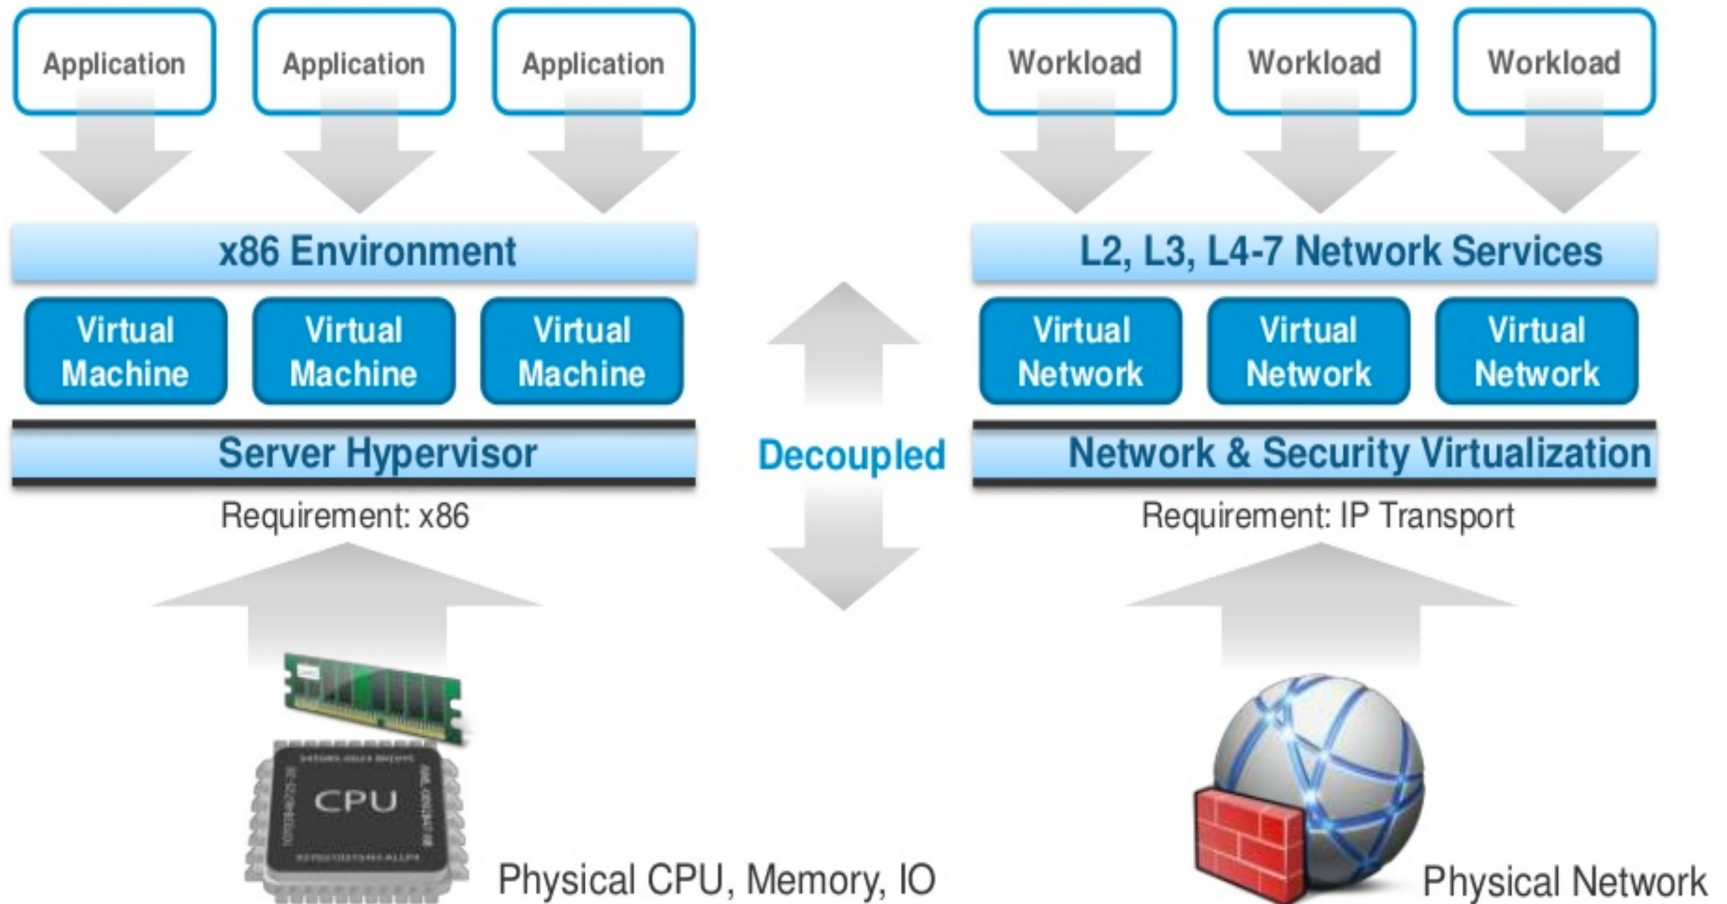 Application Application Application
Workload Workload Workload
x86 Environment
L2, L3, L4-7 Network Services
Virtual Machine
Virtual Machine
Virtual Machine
Virtual Network
Virtual Network
Virtual Network
Server Hypervisor
Decoupled
Network & Security Virtualization
Requirement: x86
Requirement: IP Transport
CPU
Physical CPU, Memory, IO
Physical Network